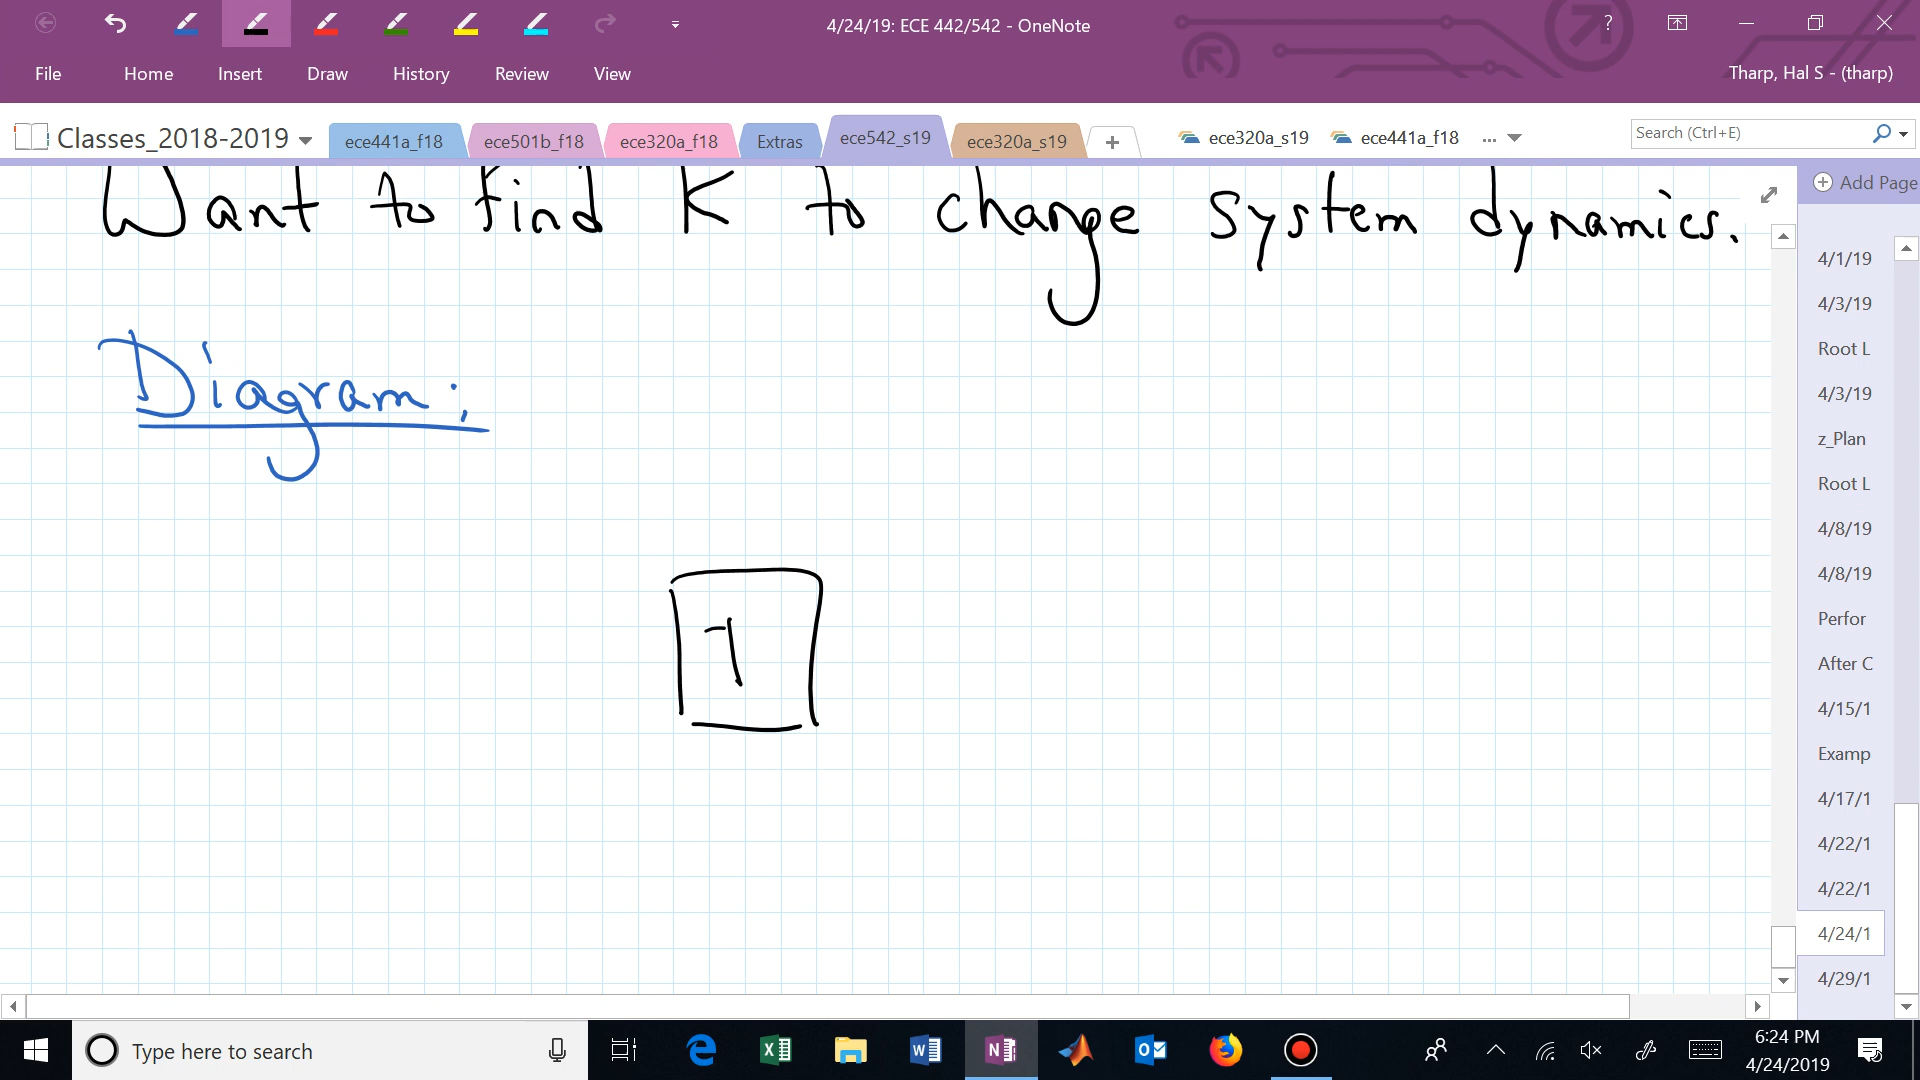 4/24/19: ECE 442/542 - OneNote
?
File Home Insert Draw History Review View
Tharp, Hal S - (tharp)
Classes_2018-2019 ece441a_f18 ece501b_f18 ece320a_f18 Extras ece542_s19 ece320a_s19 + ece320a_s19 ece441a_f18 ... Search (Ctrl+E)
Want to find K to change system dynamics.
Diagram:
Add Page
4/1/19
4/3/19
Root L
4/3/19
z_Plan
Root L
4/8/19
4/8/19
Perfor
After C
4/15/1
Examp
4/17/1
4/22/1
4/22/1
4/24/1
4/29/1
Type here to search
6:24 PM
4/24/2019